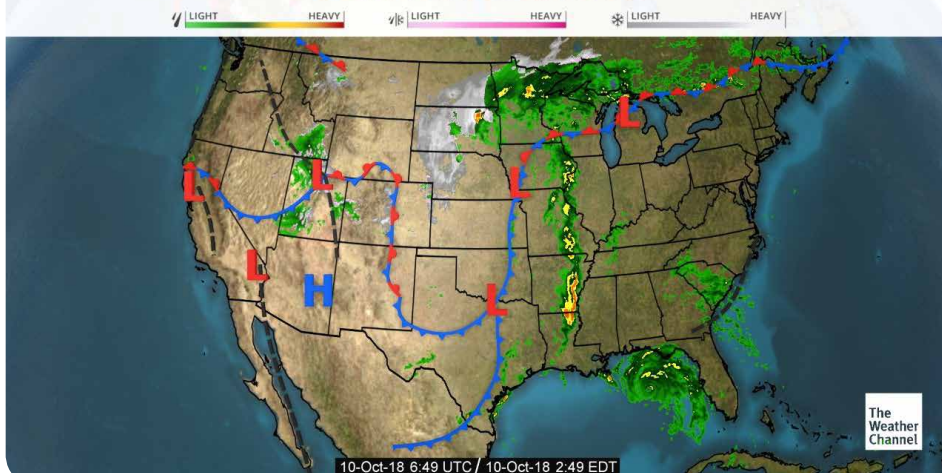 LIGHT HEAVY LIGHT HEAVY LIGHT HEAVY
L
L
L
L
L
H
L
The
Weather
Channel
10-Oct-18 6:49 UTC / 10-Oct-18 2:49 EDT